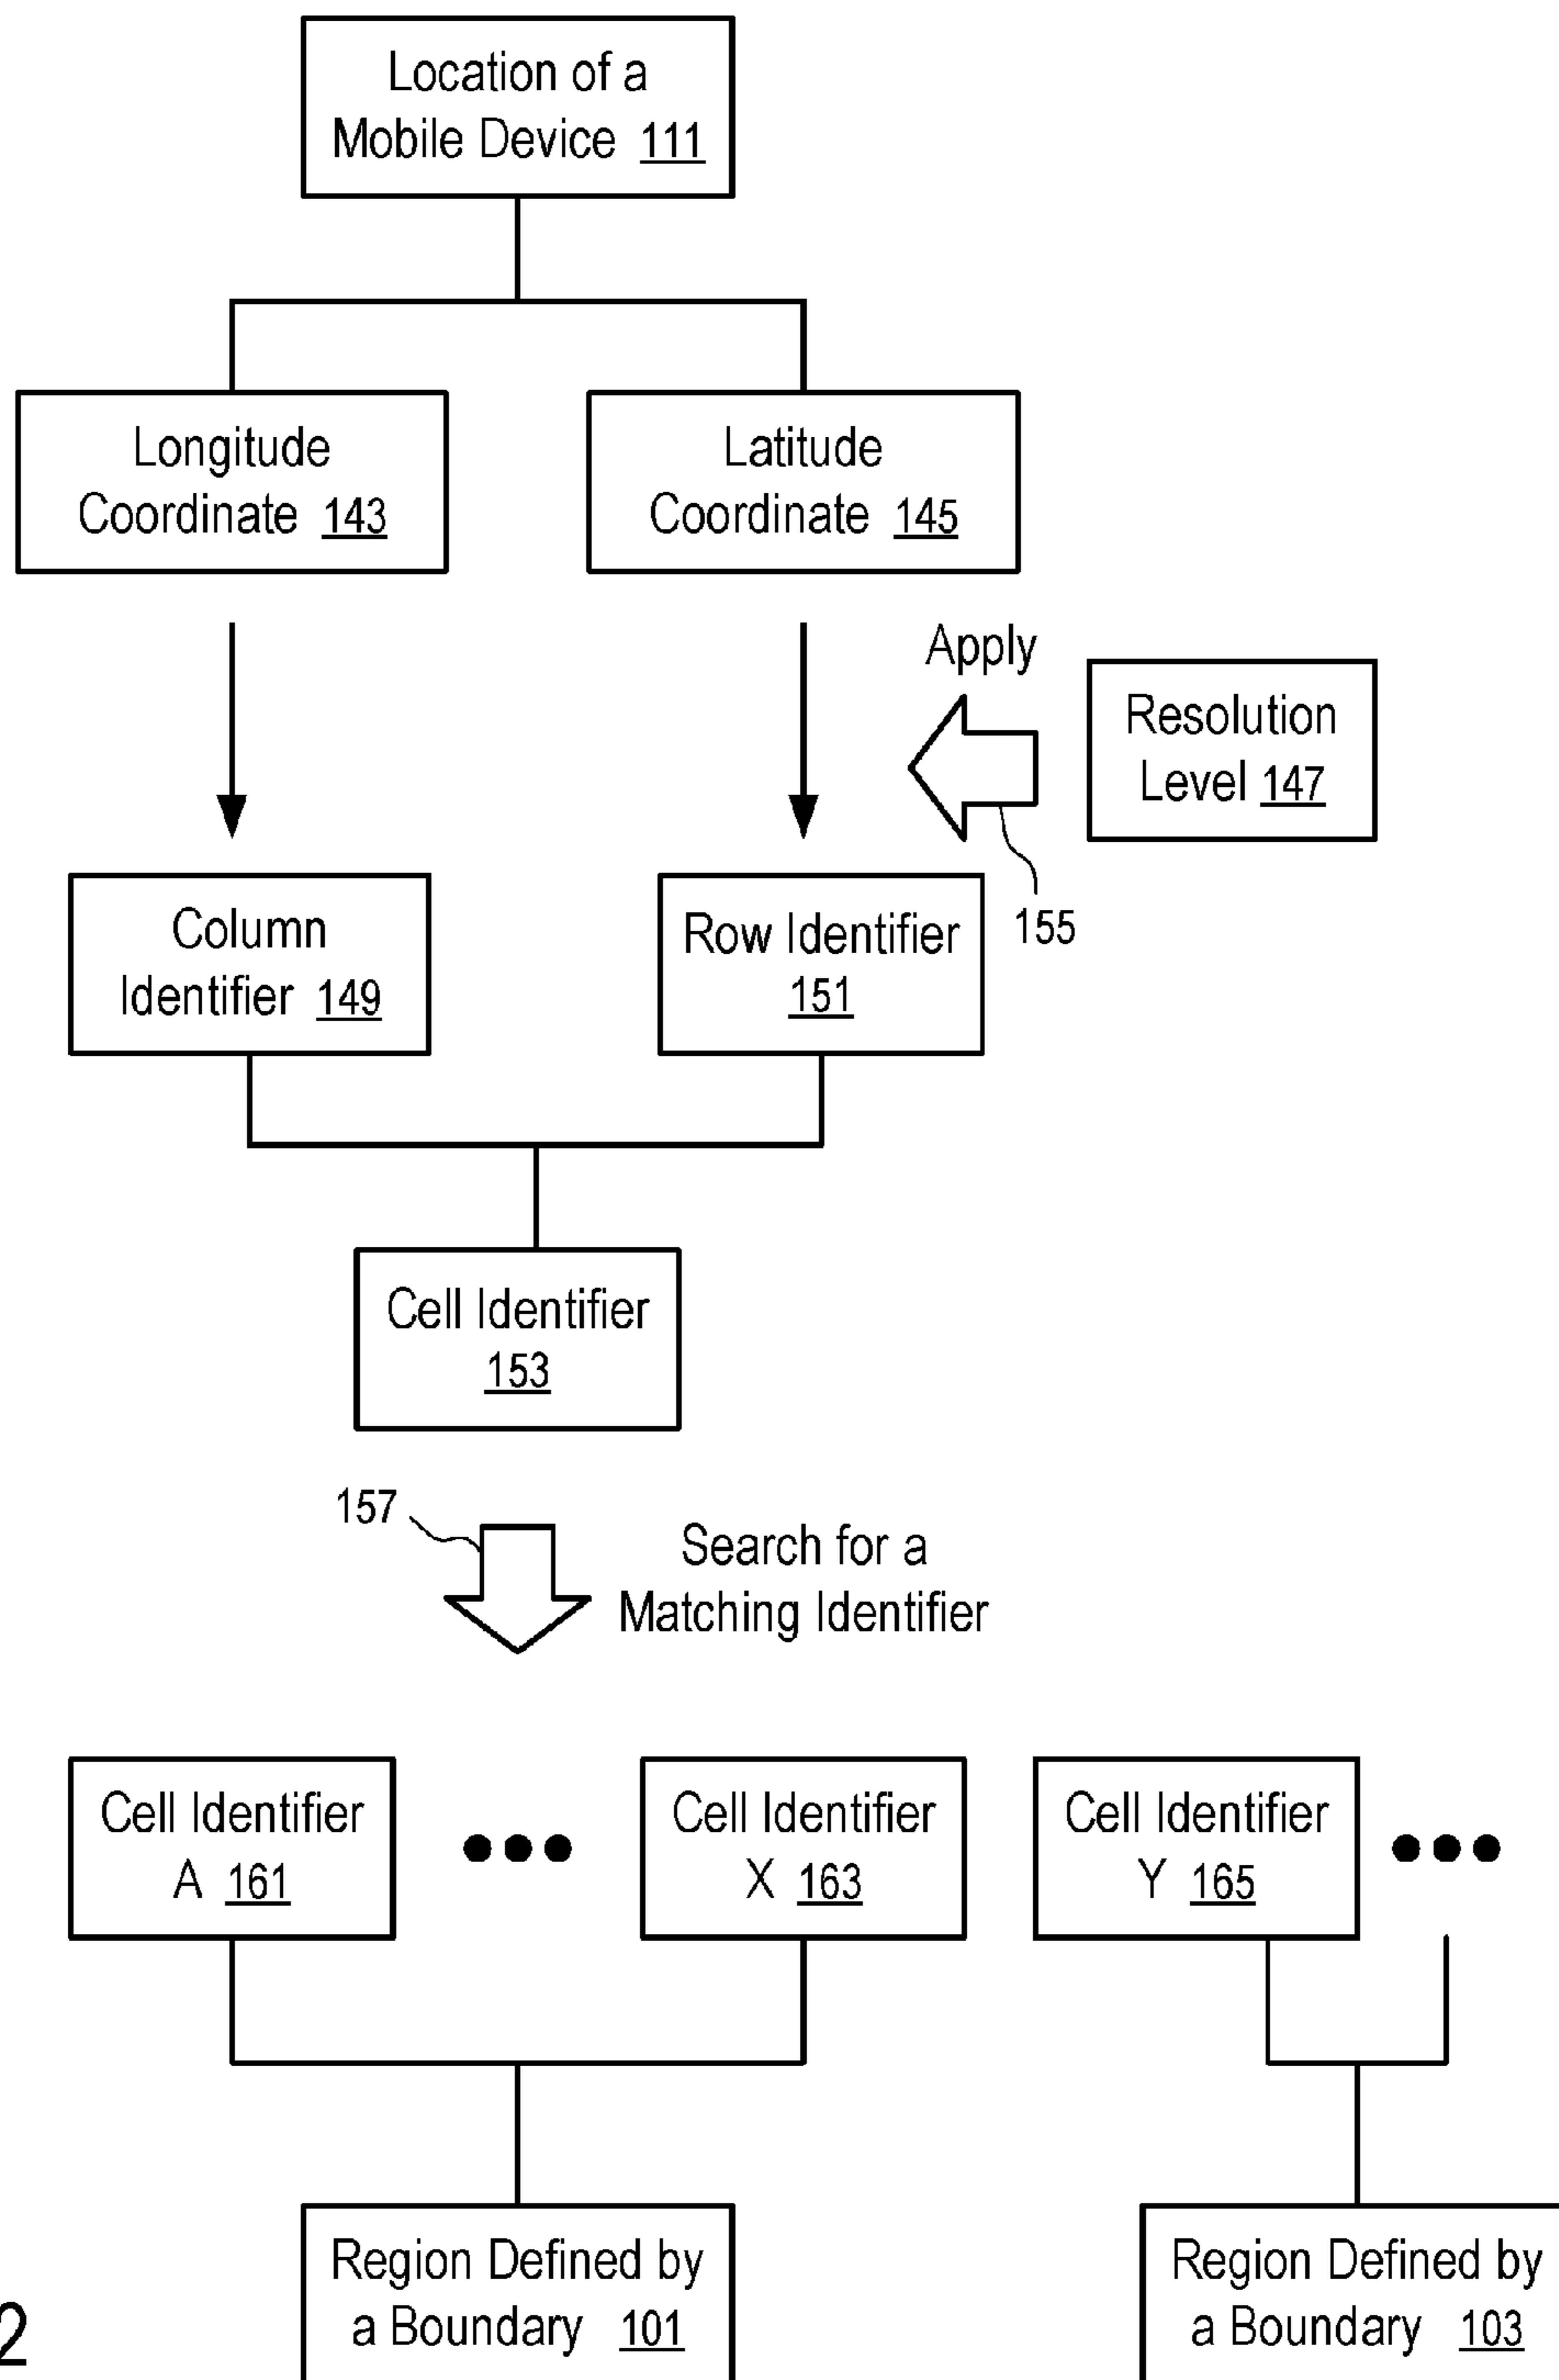 Location of a
Mobile Device 111
Longitude
Coordinate 143
Latitude
Coordinate 145
Apply
Resolution
Level 147
155
Column
Identifier 149
Row Identifier
151
Cell Identifier
153
157
Search for a
Matching Identifier
Cell Identifier
A 161
Cell Identifier
X 163
Cell Identifier
Y 165
Region Defined by
a Boundary 101
Region Defined by
a Boundary 103
2